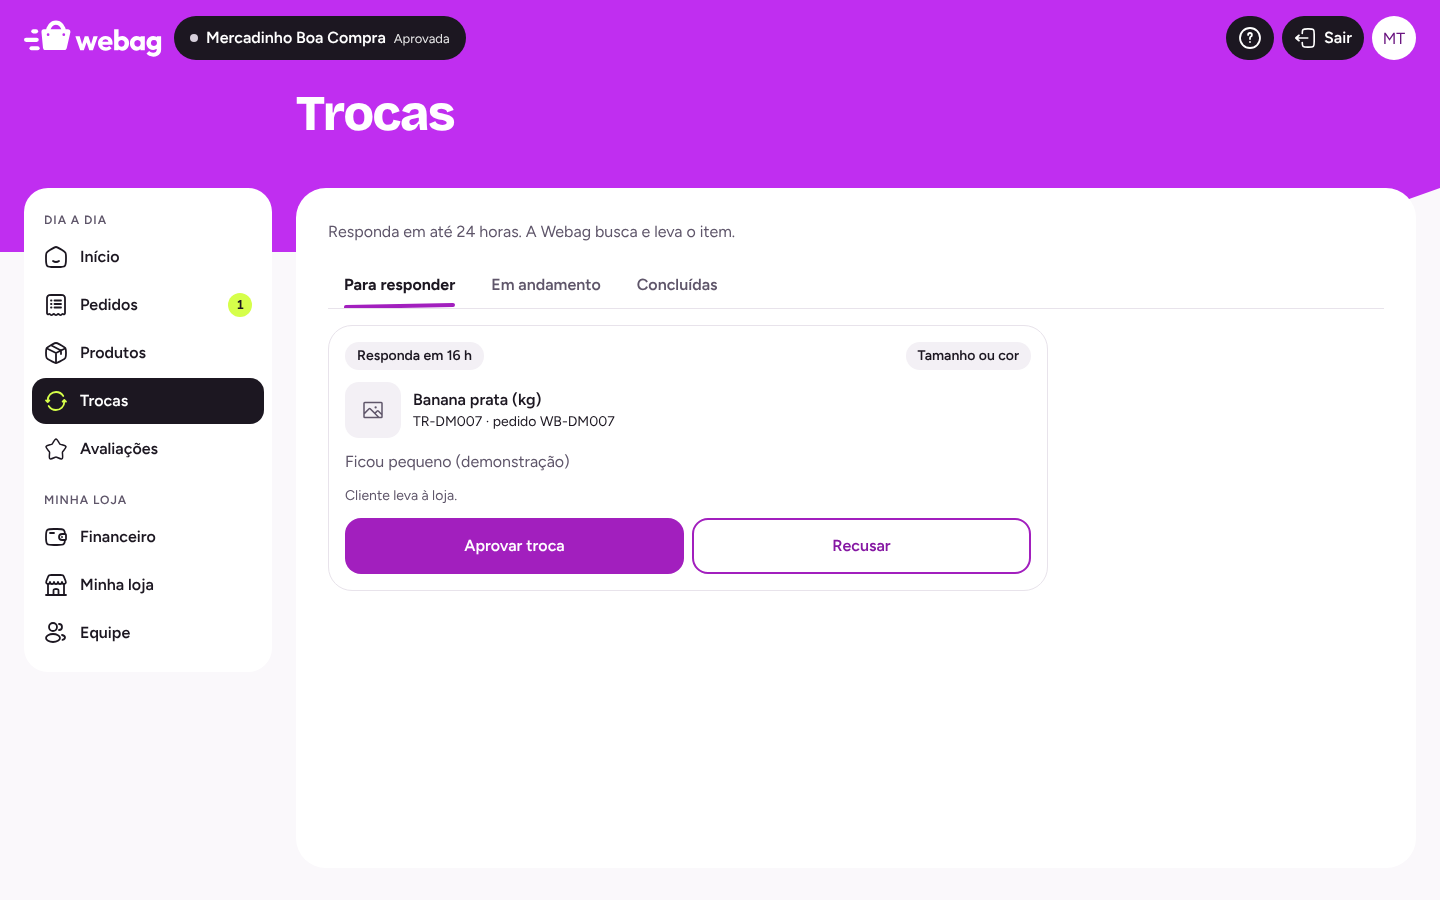 webag
Mercadinho Boa Compra Aprovada
Sair
MT
Trocas
DIA A DIA
Início
Pedidos
1
Produtos
Trocas
Avaliações
MINHA LOJA
Financeiro
Minha loja
Equipe
Responda em até 24 horas. A Webag busca e leva o item.
Para responder
Em andamento
Concluídas
Responda em 16 h
Tamanho ou cor
Banana prata (kg)
TR-DM007 · pedido WB-DM007
Ficou pequeno (demonstração)
Cliente leva à loja.
Aprovar troca
Recusar